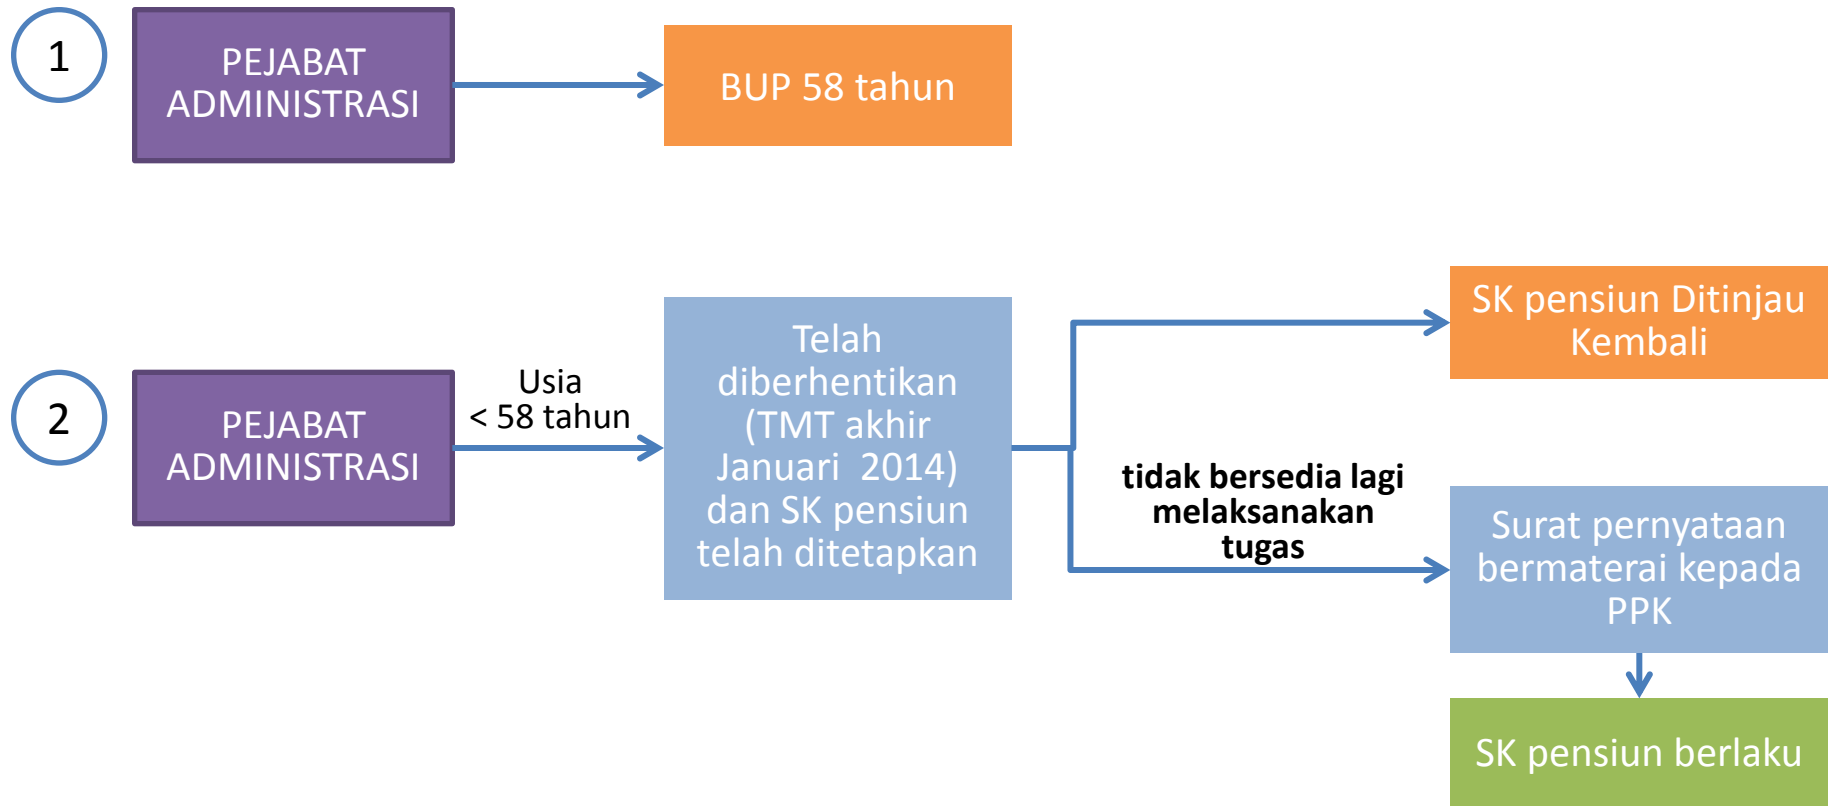 1
PEJABAT
ADMINISTRASI
BUP 58 tahun
2
PEJABAT
ADMINISTRASI
Usia
< 58 tahun
Telah
diberhentikan
(TMT akhir
Januari 2014)
dan SK pensiun
telah ditetapkan
SK pensiun Ditinjau
Kembali
tidak bersedia lagi
melaksanakan
tugas
Surat pernyataan
bermaterai kepada
PPK
SK pensiun berlaku